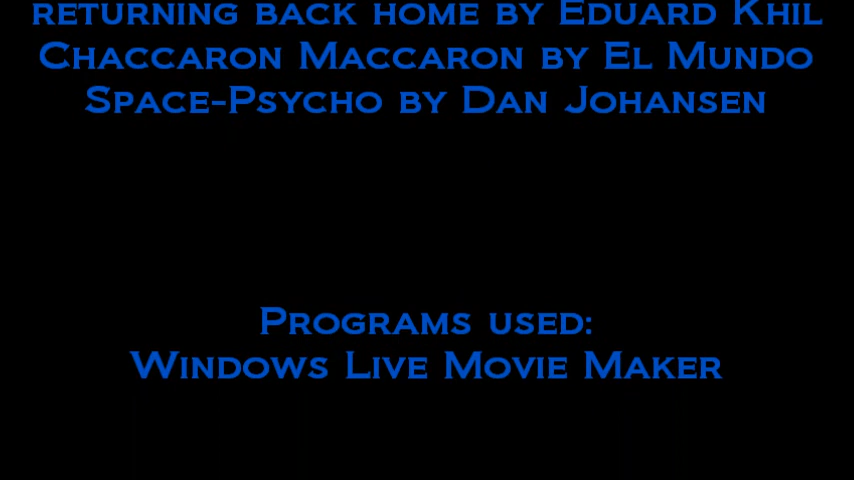 returning back home by Eduard Khil
Chaccaron Maccaron by El Mundo
Space-Psycho by Dan Johansen
Programs used:
Windows Live Movie Maker